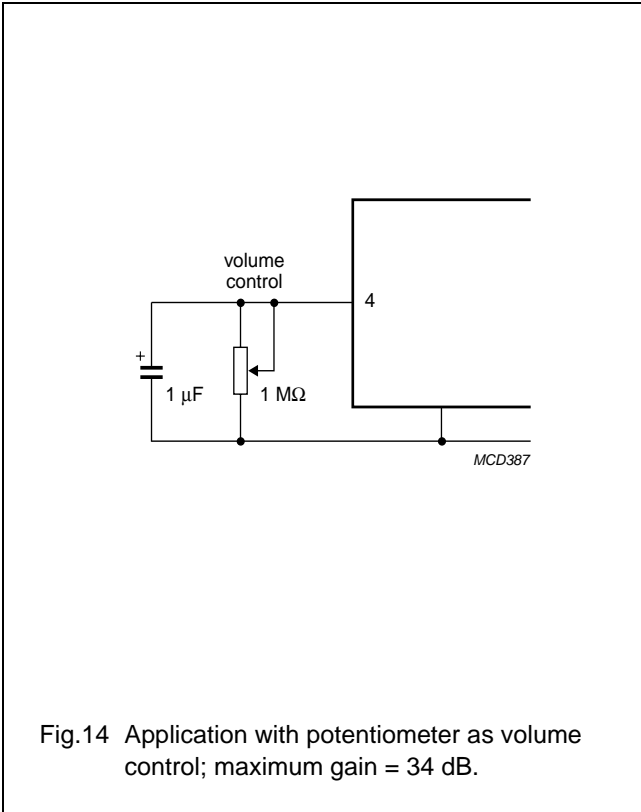 volume
control
4
+
1 μF
1 MΩ
MCD387
Fig.14 Application with potentiometer as volume
control; maximum gain = 34 dB.